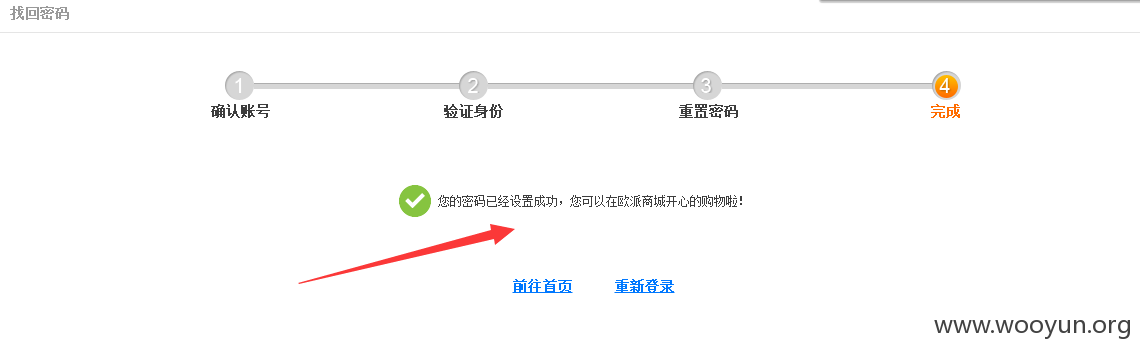 找回密码
1 2 3 4
确认账号 验证身份 重置密码 完成
您的密码已经设置成功，您可以在欧派商城开心的购物啦！
前往首页 重新登录
www.wooyun.org